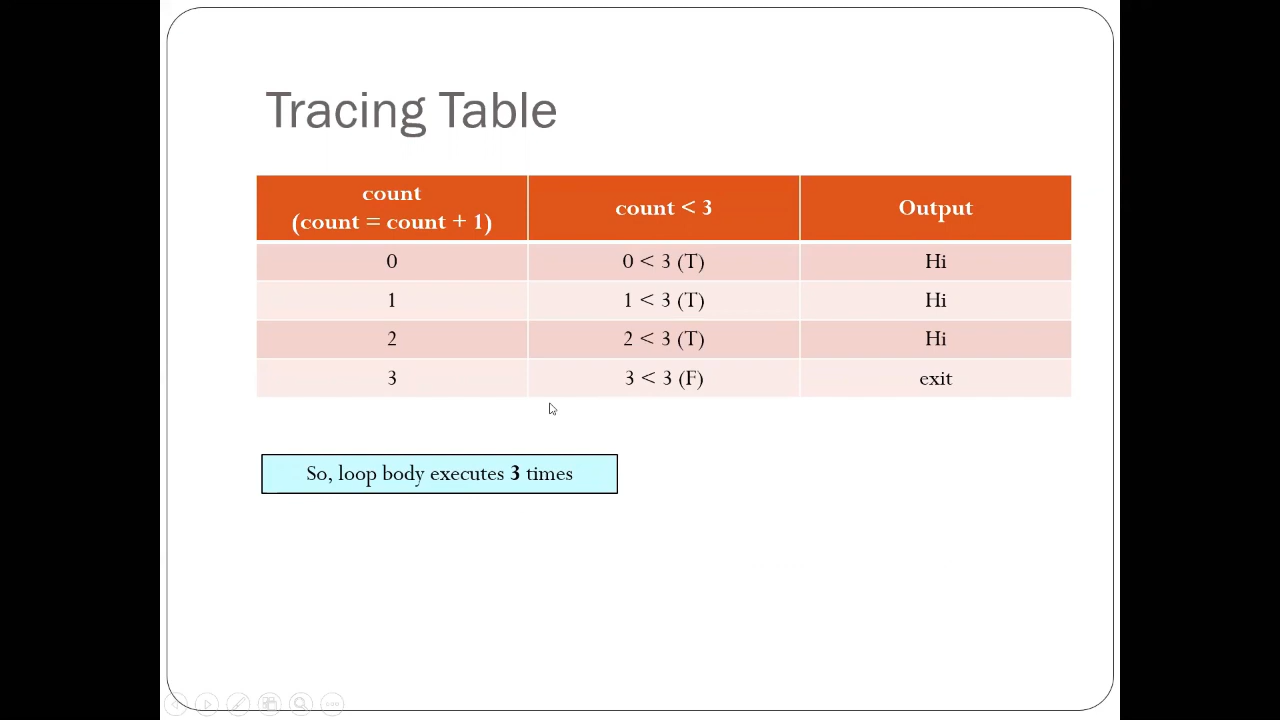 Tracing Table
count
(count = count + 1)
count < 3
Output
0
0 < 3 (T)
Hi
1
1 < 3 (T)
Hi
2
2 < 3 (T)
Hi
3
3 < 3 (F)
exit
So, loop body executes 3 times